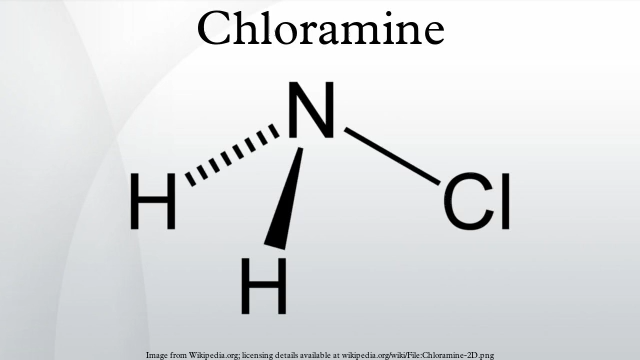 Chloramine
N
H
Cl
H
Image from Wikipedia.org; licensing details available at wikipedia.org/wiki/File:Chloramine-2D.png